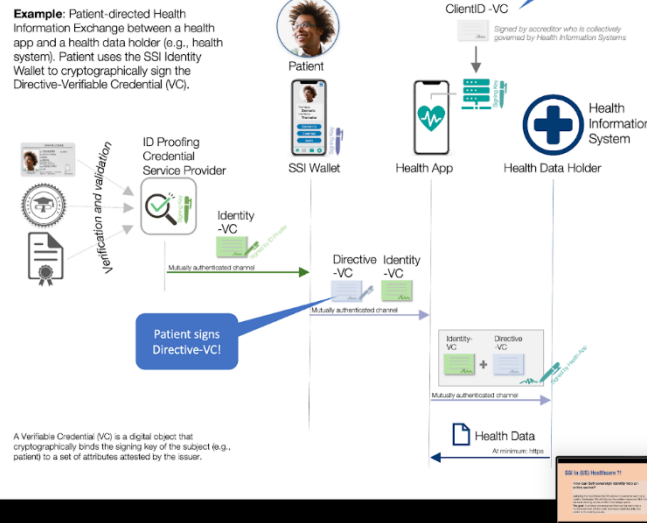 Example: Patient-directed Health
Information Exchange between a health
app and a health data holder (e.g., health
system). Patient uses the SSI Identity
Wallet to cryptographically sign the
Directive-Verifiable Credential (VC).
ClientID -VC
Signed by accreditor who is collectively
governed by Health Information Systems
Signing Key
Patient
Health
Information
System
ID Proofing
Credential
Service Provider
SSI Wallet
Health App
Health Data Holder
Verification and validation
Identity
-VC
Mutually authenticated channel
Directive
-VC
Identity
-VC
Mutually authenticated channel
Patient signs
Directive-VC!
Identity-
VC
+
Directive
-VC
Signed by Health App
Mutually authenticated channel
Health Data
At minimum: https
A Verifiable Credential (VC) is a digital object that
cryptographically binds the signing key of the subject (e.g.,
patient) to a set of attributes attested by the issuer.
SSI in (US) Healthcare ?!